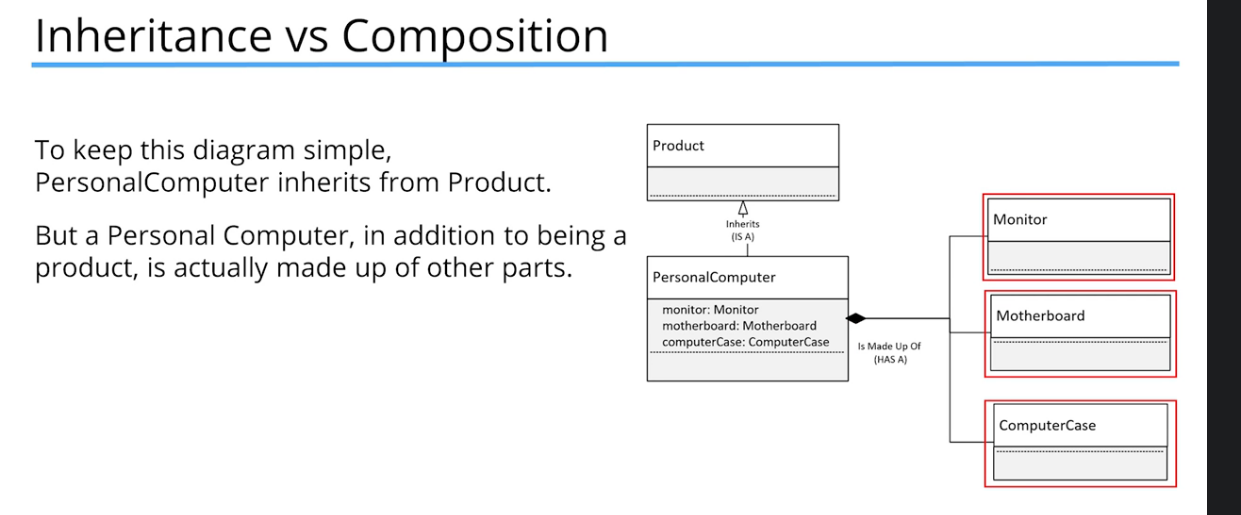 Inheritance vs Composition
To keep this diagram simple,
PersonalComputer inherits from Product.
But a Personal Computer, in addition to being a
product, is actually made up of other parts.
Product
Inherits
(IS A)
PersonalComputer
monitor: Monitor
motherboard: Motherboard
computerCase: ComputerCase
Is Made Up Of
(HAS A)
Monitor
Motherboard
ComputerCase